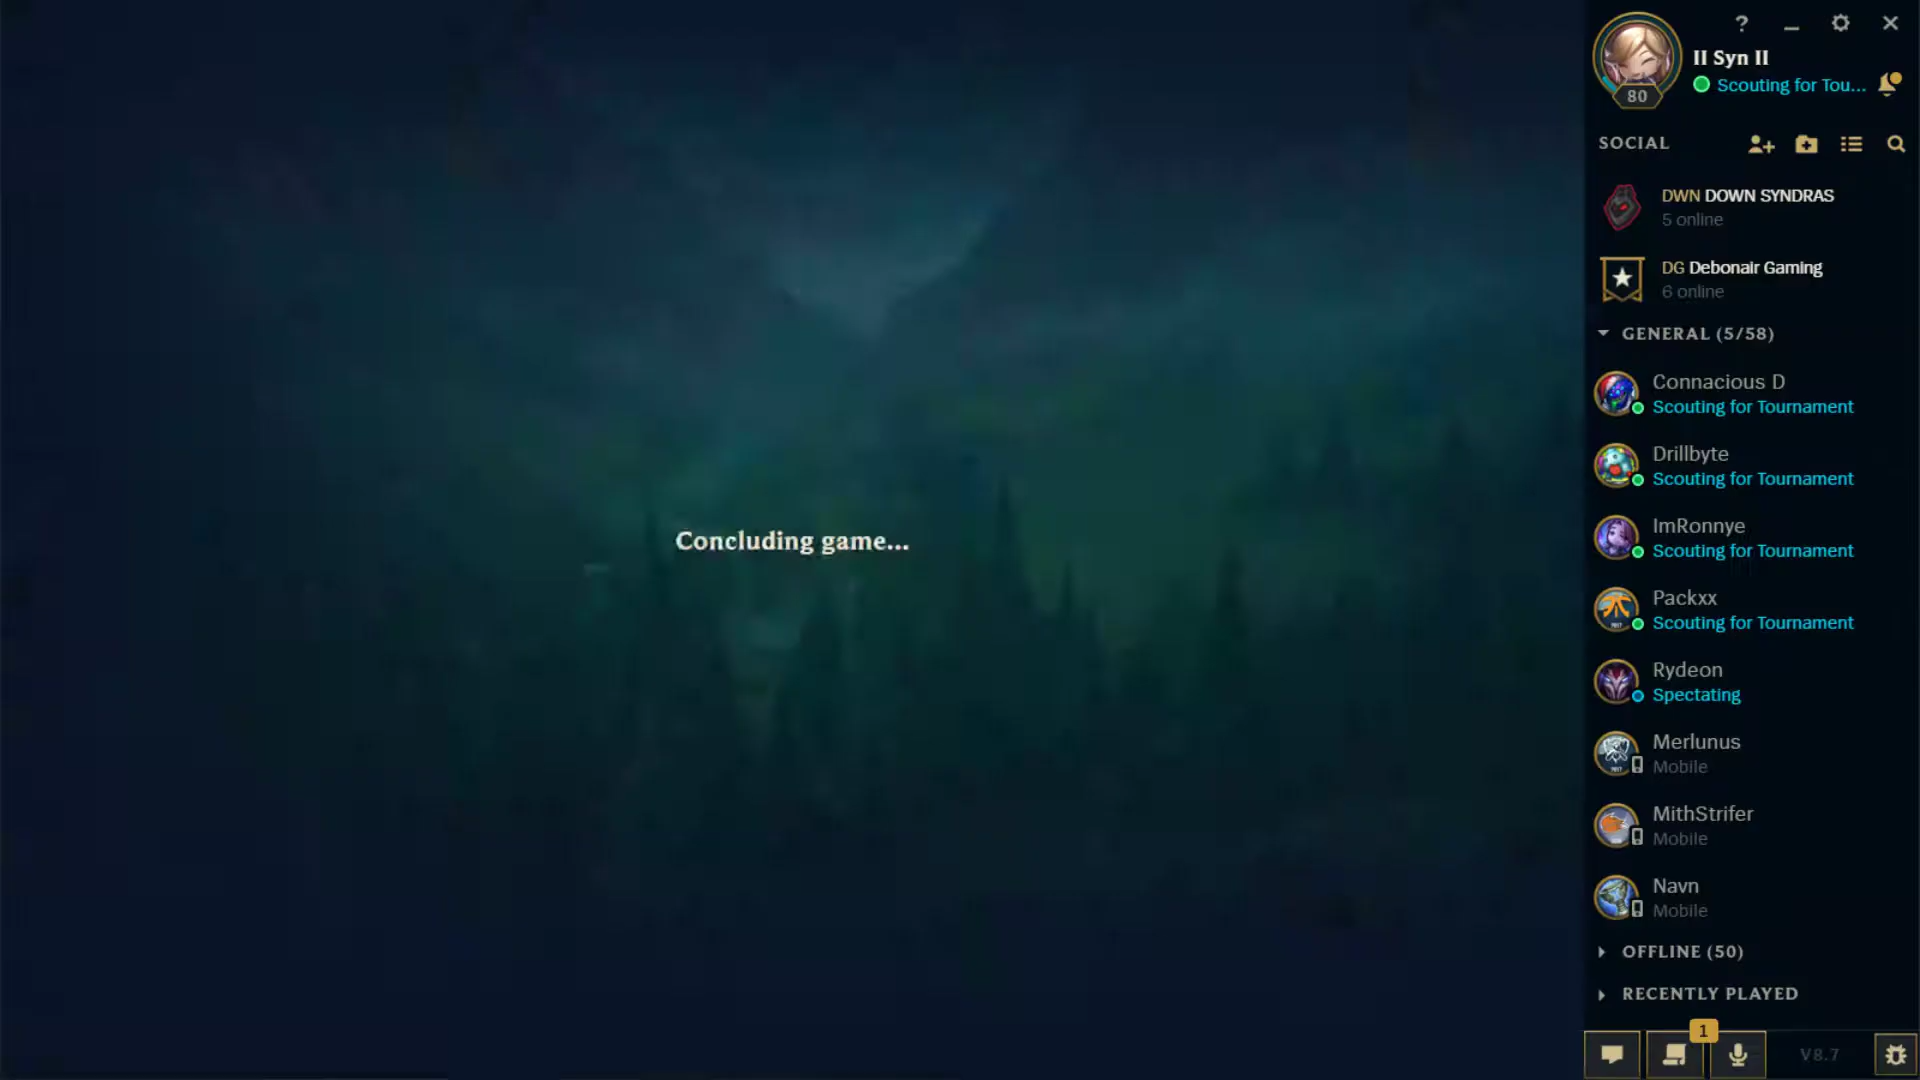 ?
II Syn II
80
Scouting for Tou...
SOCIAL
DWN DOWN SYNDRAS
5 online
DG Debonair Gaming
6 online
GENERAL (5/58)
Connacious D
Scouting for Tournament
Drillbyte
Scouting for Tournament
ImRonnye
Scouting for Tournament
Packxx
Scouting for Tournament
Rydeon
Spectating
Merlunus
Mobile
MithStrifer
Mobile
Navn
Mobile
OFFLINE (50)
RECENTLY PLAYED
1
V8.7
Concluding game...